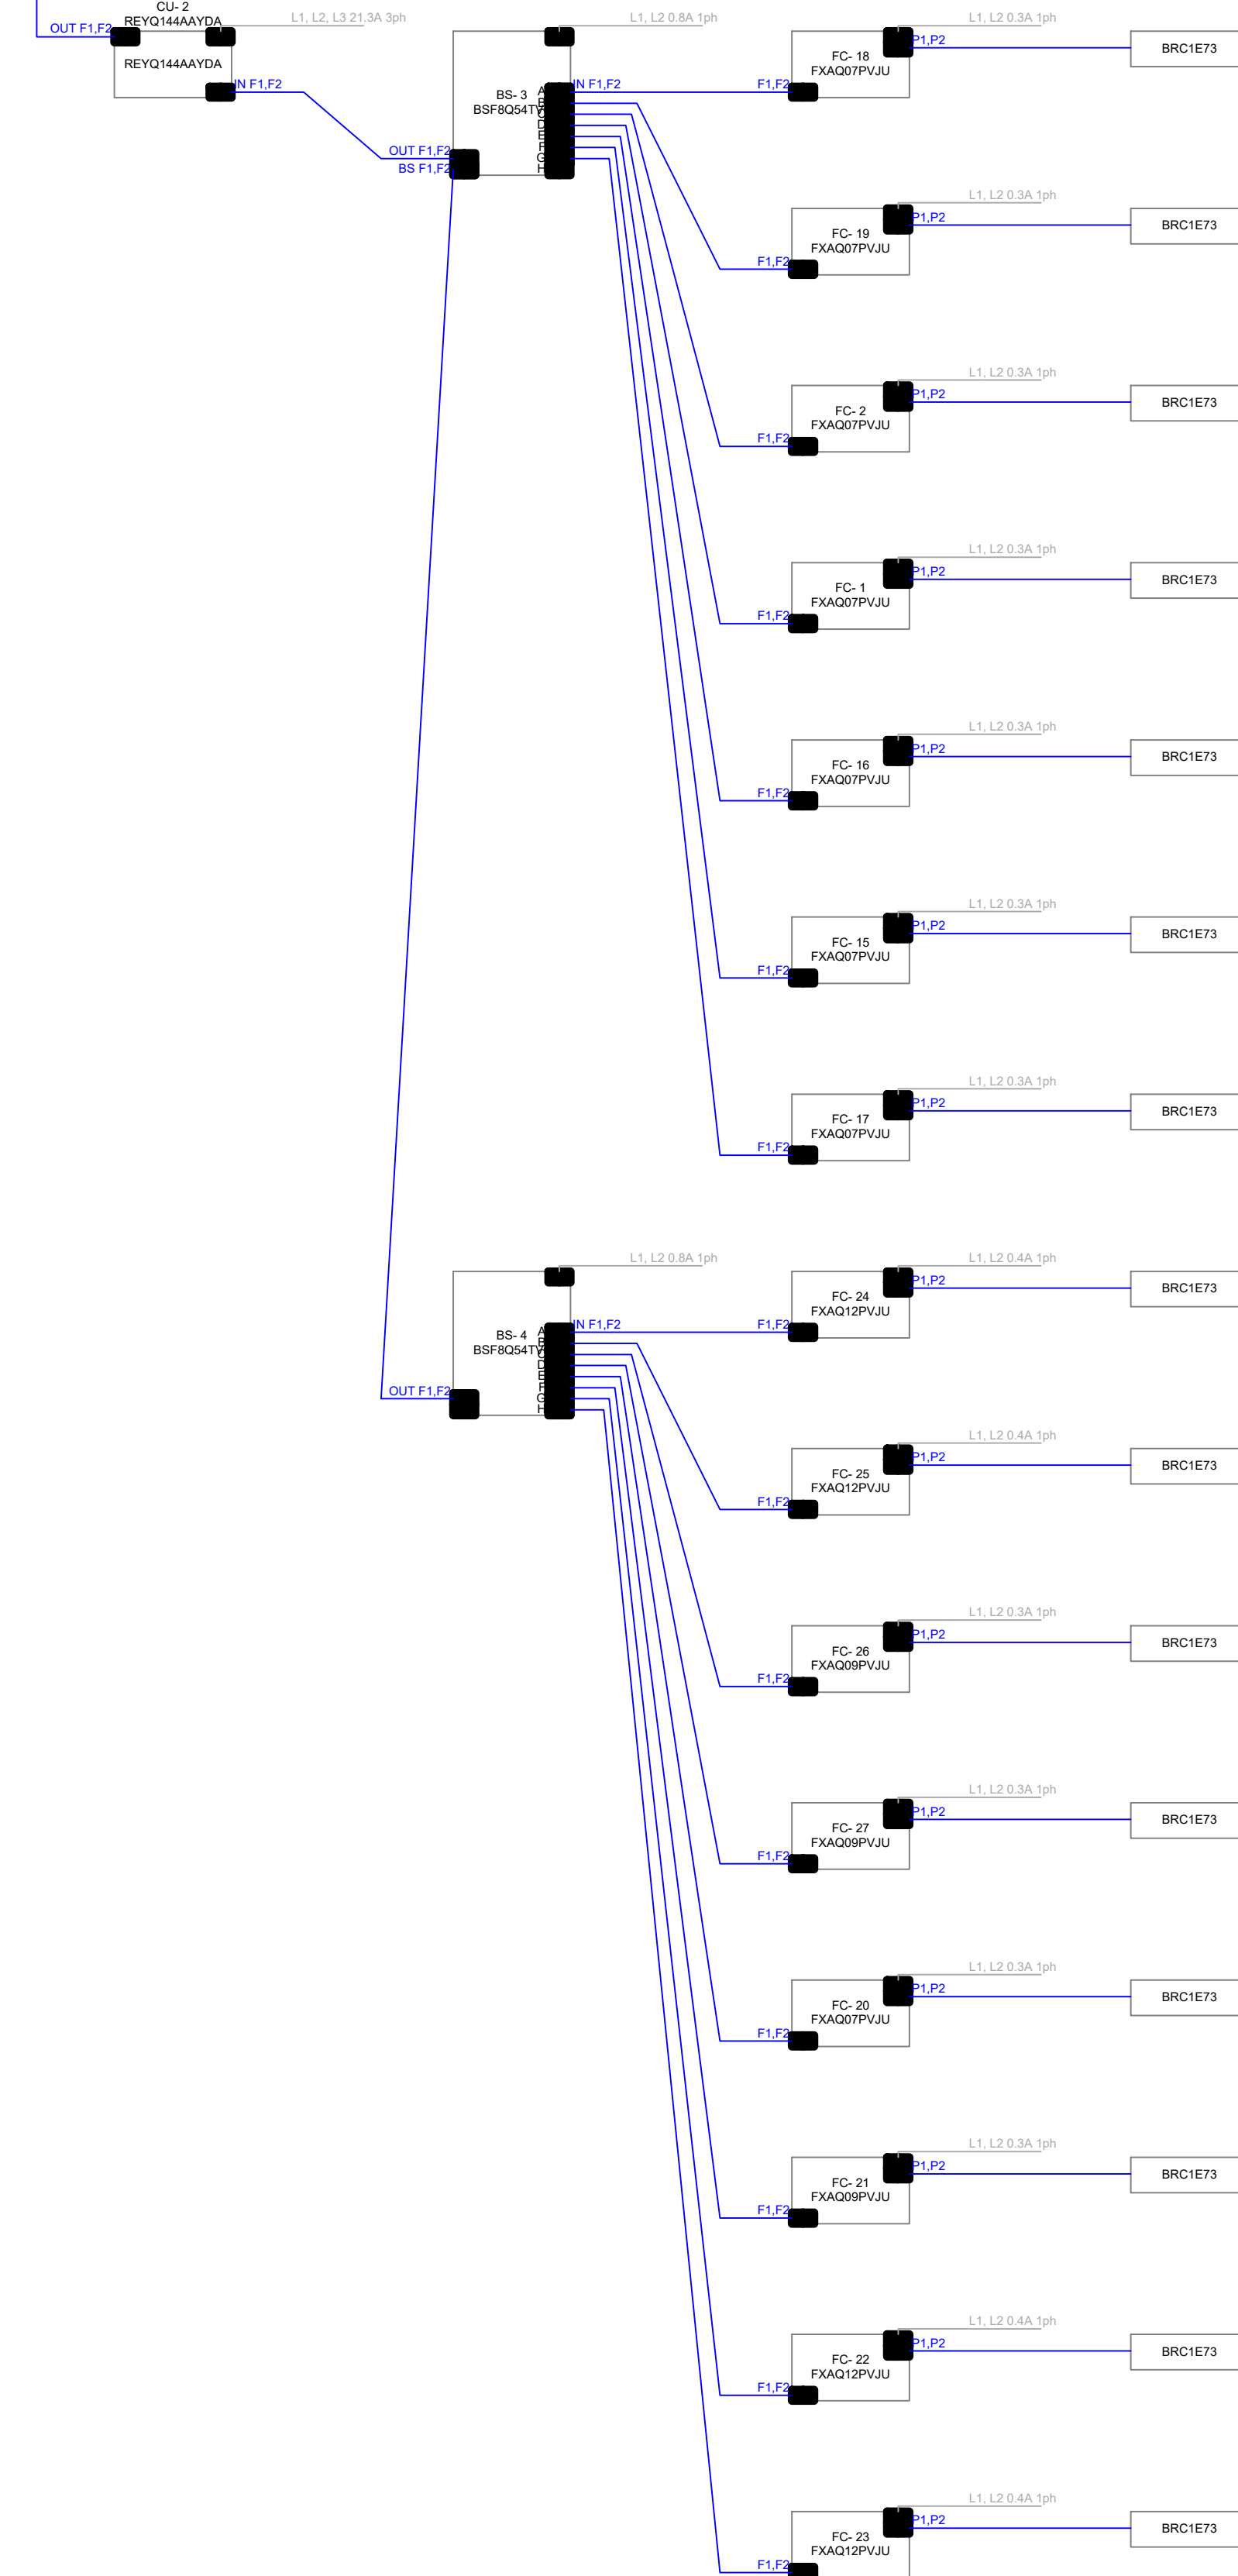 CU- 2
REYQ144AAYDA
L1, L2, L3 21.3A 3ph
OUT F1,F2
REYQ144AAYDA
IN F1,F2
L1, L2 0.8A 1ph
BS- 3
BSF8Q54TV
A
B
C
D
E
F
G
H
IN F1,F2
OUT F1,F2
BS F1,F2
L1, L2 0.3A 1ph
FC- 18
FXAQ07PVJU
F1,F2
P1,P2
BRC1E73
L1, L2 0.3A 1ph
FC- 19
FXAQ07PVJU
F1,F2
P1,P2
BRC1E73
L1, L2 0.3A 1ph
FC- 2
FXAQ07PVJU
F1,F2
P1,P2
BRC1E73
L1, L2 0.3A 1ph
FC- 1
FXAQ07PVJU
F1,F2
P1,P2
BRC1E73
L1, L2 0.3A 1ph
FC- 16
FXAQ07PVJU
F1,F2
P1,P2
BRC1E73
L1, L2 0.3A 1ph
FC- 15
FXAQ07PVJU
F1,F2
P1,P2
BRC1E73
L1, L2 0.3A 1ph
FC- 17
FXAQ07PVJU
F1,F2
P1,P2
BRC1E73
L1, L2 0.8A 1ph
BS- 4
BSF8Q54TV
A
B
C
D
E
F
G
H
IN F1,F2
OUT F1,F2
L1, L2 0.4A 1ph
FC- 24
FXAQ12PVJU
F1,F2
P1,P2
BRC1E73
L1, L2 0.4A 1ph
FC- 25
FXAQ12PVJU
F1,F2
P1,P2
BRC1E73
L1, L2 0.3A 1ph
FC- 26
FXAQ09PVJU
F1,F2
P1,P2
BRC1E73
L1, L2 0.3A 1ph
FC- 27
FXAQ09PVJU
F1,F2
P1,P2
BRC1E73
L1, L2 0.3A 1ph
FC- 20
FXAQ07PVJU
F1,F2
P1,P2
BRC1E73
L1, L2 0.3A 1ph
FC- 21
FXAQ09PVJU
F1,F2
P1,P2
BRC1E73
L1, L2 0.4A 1ph
FC- 22
FXAQ12PVJU
F1,F2
P1,P2
BRC1E73
L1, L2 0.4A 1ph
FC- 23
FXAQ12PVJU
F1,F2
P1,P2
BRC1E73